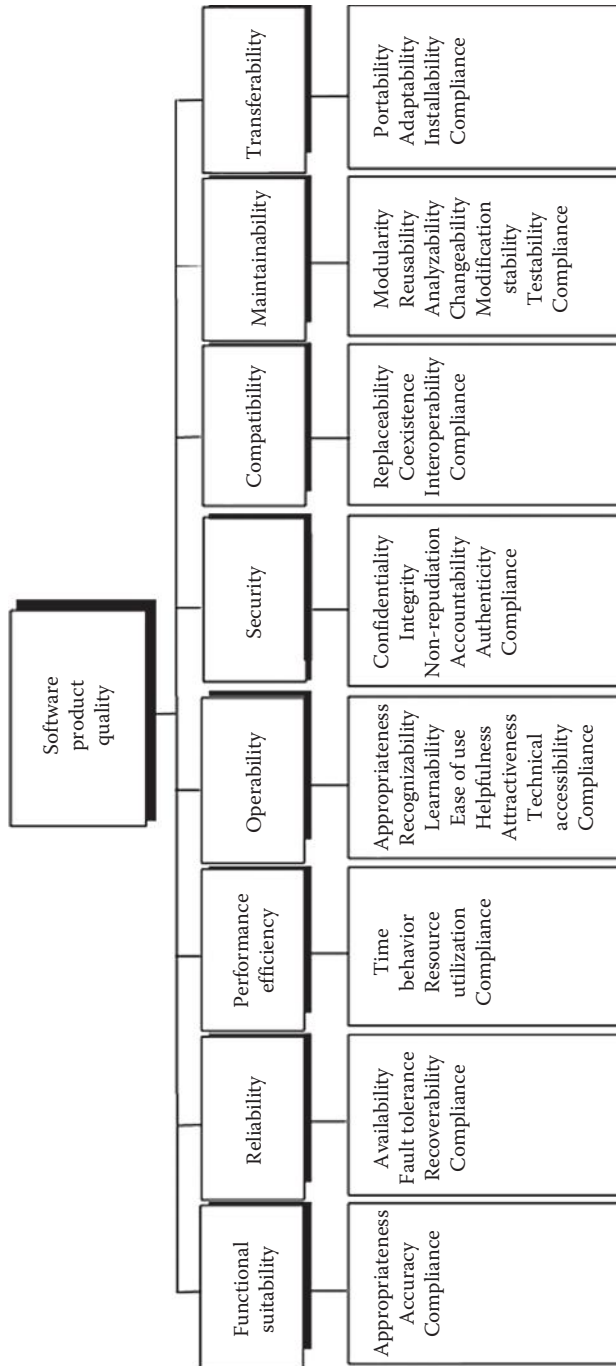 Software
product
quality
Functional
suitability
Reliability
Performance
efficiency
Operability
Security
Compatibility
Maintainability
Transferability
Appropriateness
Accuracy
Compliance
Availability
Fault tolerance
Recoverability
Compliance
Time
behavior
Resource
utilization
Compliance
Appropriateness
Recognizability
Learnability
Ease of use
Helpfulness
Attractiveness
Technical
accessibility
Compliance
Confidentiality
Integrity
Non-repudiation
Accountability
Authenticity
Compliance
Replaceability
Coexistence
Interoperability
Compliance
Modularity
Reusability
Analyzability
Changeability
Modification
stability
Testability
Compliance
Portability
Adaptability
Installability
Compliance